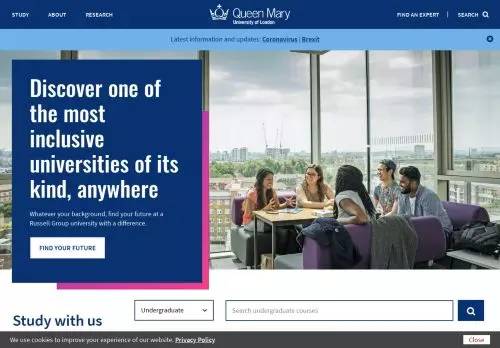 STUDY ABOUT RESEARCH
Queen Mary
University of London
FIND AN EXPERT | SEARCH
Latest information and updates: Coronavirus | Brexit
Discover one of
the most
inclusive
universities of its
kind, anywhere
Whatever your background, find your future at a
Russell Group university with a difference.
FIND YOUR FUTURE
Study with us
Undergraduate
Search undergraduate courses
We use cookies to improve your experience of our website. Privacy Policy
Close